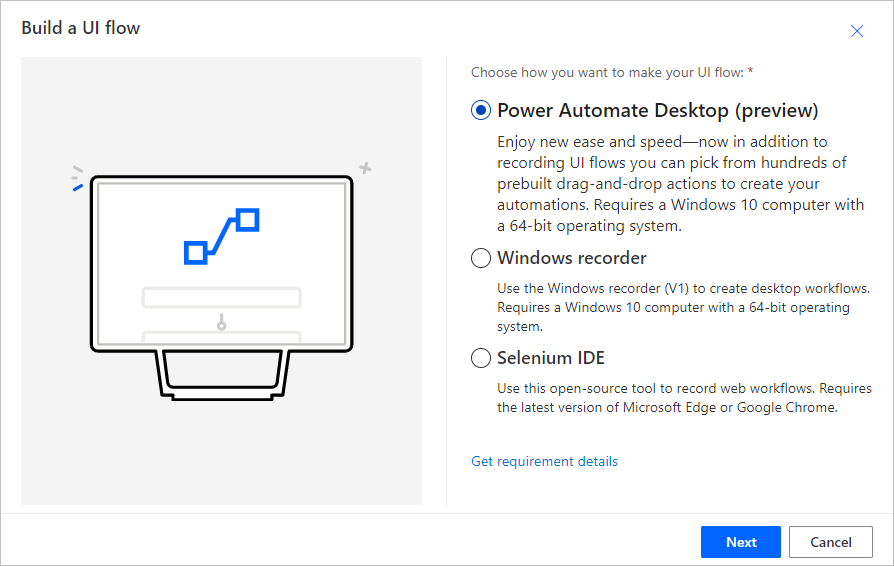 Build a UI flow
Choose how you want to make your UI flow: *
Power Automate Desktop (preview)
Enjoy new ease and speed—now in addition to
recording UI flows you can pick from hundreds of
prebuilt drag-and-drop actions to create your
automations. Requires a Windows 10 computer with
a 64-bit operating system.
Windows recorder
Use the Windows recorder (V1) to create desktop workflows.
Requires a Windows 10 computer with a 64-bit operating
system.
Selenium IDE
Use this open-source tool to record web workflows. Requires
the latest version of Microsoft Edge or Google Chrome.
Get requirement details
Next
Cancel